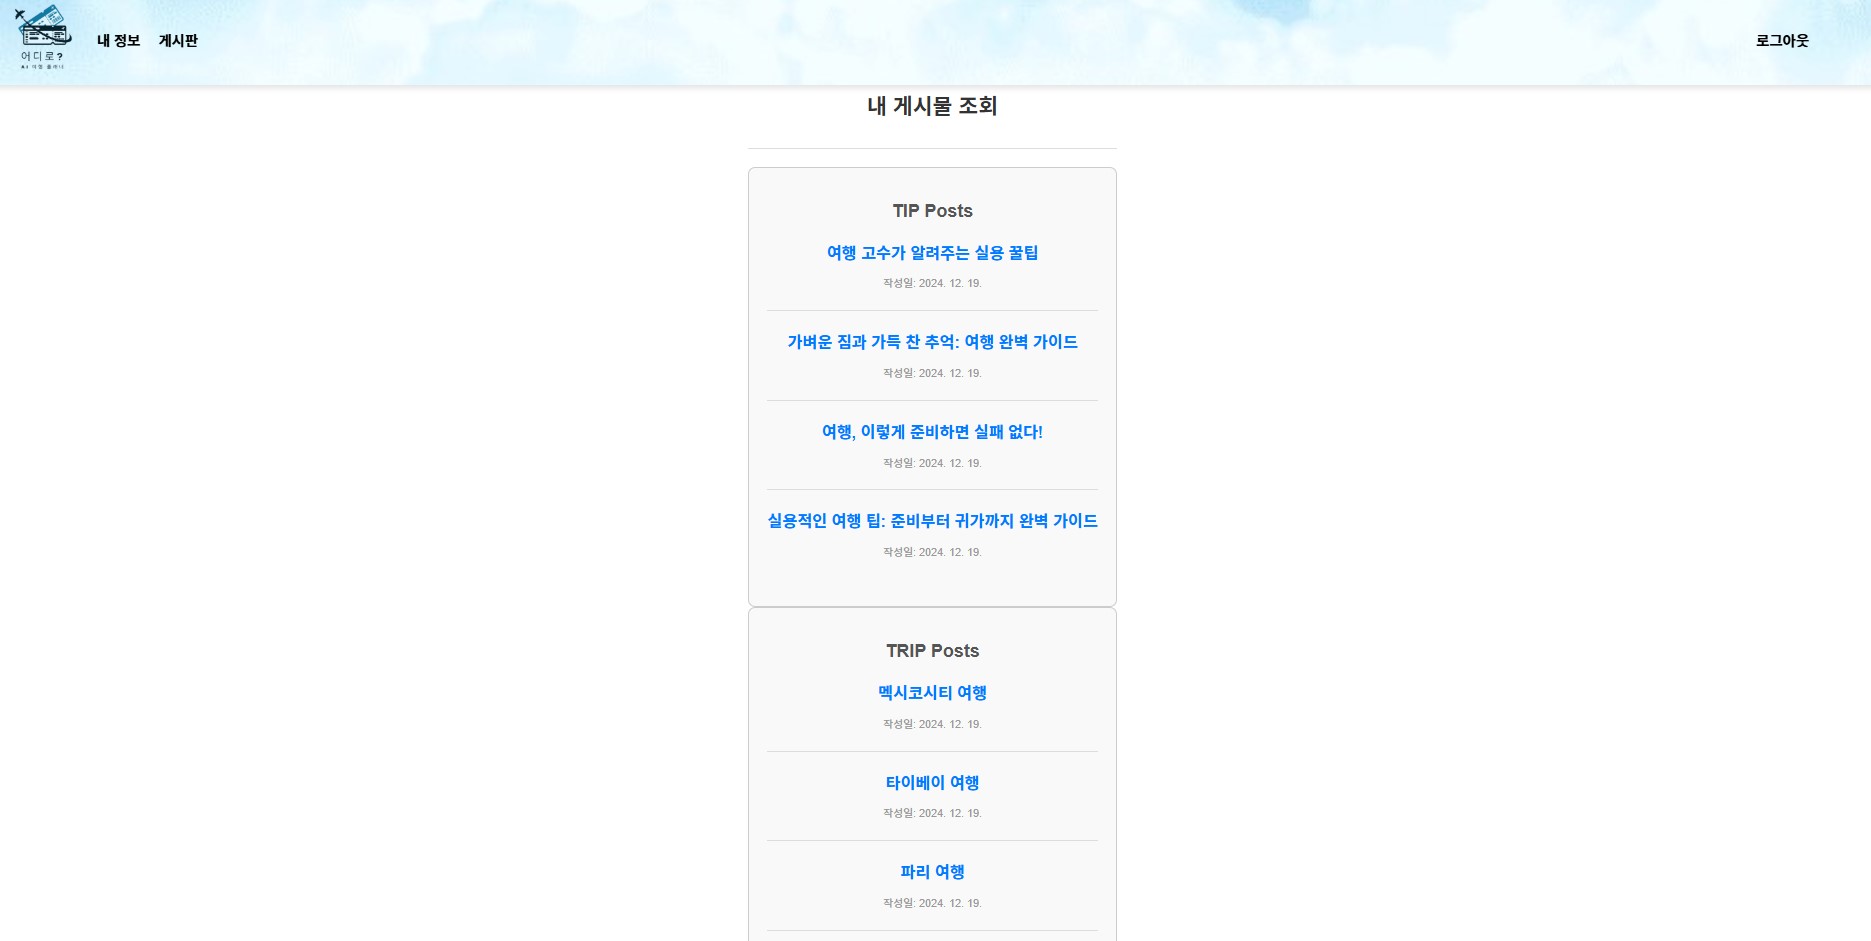 어디로?
AI 여행 플래너
내 정보
게시판
로그아웃
내 게시물 조회
TIP Posts
여행 고수가 알려주는 실용 꿀팁
작성일: 2024. 12. 19.
가벼운 짐과 가득 찬 추억: 여행 완벽 가이드
작성일: 2024. 12. 19.
여행, 이렇게 준비하면 실패 없다!
작성일: 2024. 12. 19.
실용적인 여행 팁: 준비부터 귀가까지 완벽 가이드
작성일: 2024. 12. 19.
TRIP Posts
멕시코시티 여행
작성일: 2024. 12. 19.
타이베이 여행
작성일: 2024. 12. 19.
파리 여행
작성일: 2024. 12. 19.